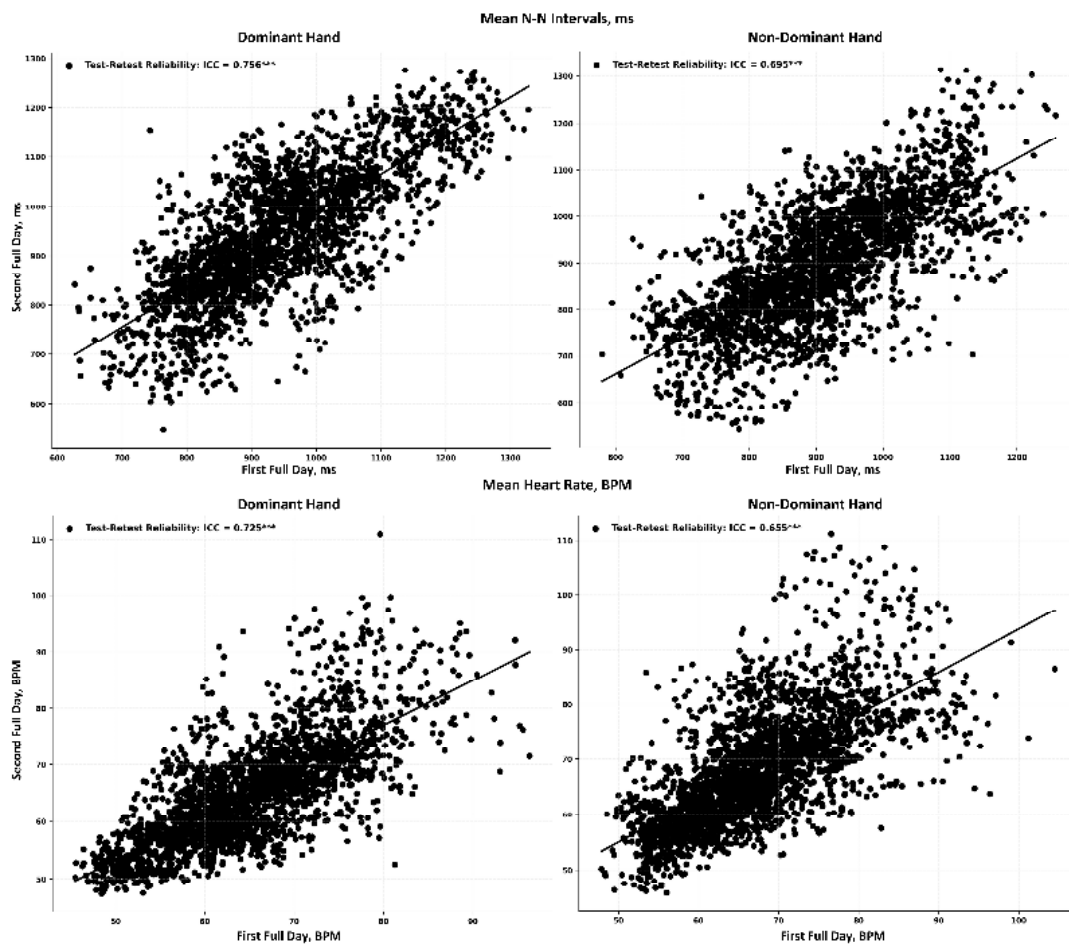 Mean N-N Intervals, ms
Dominant Hand
Non-Dominant Hand
Test-Retest Reliability: ICC = 0.756***
Test-Retest Reliability: ICC = 0.695***
1300
1200
1100
1000
900
800
700
600
Second Full Day, ms
1300
1200
1100
1000
900
800
700
600
600 700 800 900 1000 1100 1200 1300
First Full Day, ms
600 700 800 900 1000 1100 1200
First Full Day, ms
Mean Heart Rate, BPM
Dominant Hand
Non-Dominant Hand
Test-Retest Reliability: ICC = 0.725***
Test-Retest Reliability: ICC = 0.655***
110
100
90
80
70
60
50
Second Full Day, BPM
110
100
90
80
70
60
50
50 60 70 80 90
First Full Day, BPM
50 60 70 80 90 100
First Full Day, BPM